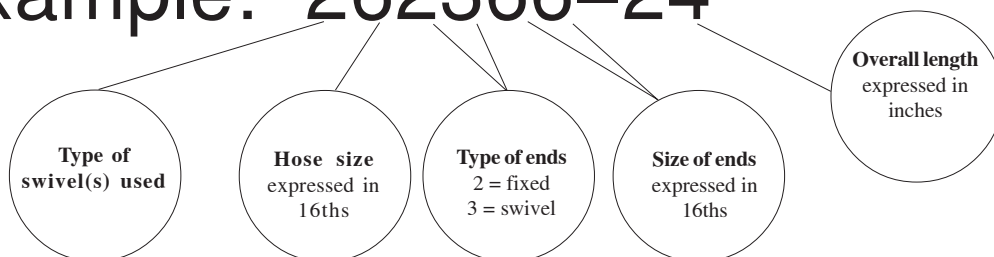 xample: 262366–24
Overall length
expressed in
inches
Type of
swivel(s) used
Hose size
expressed in
16ths
Type of ends
2 = fixed
3 = swivel
Size of ends
expressed in
16ths